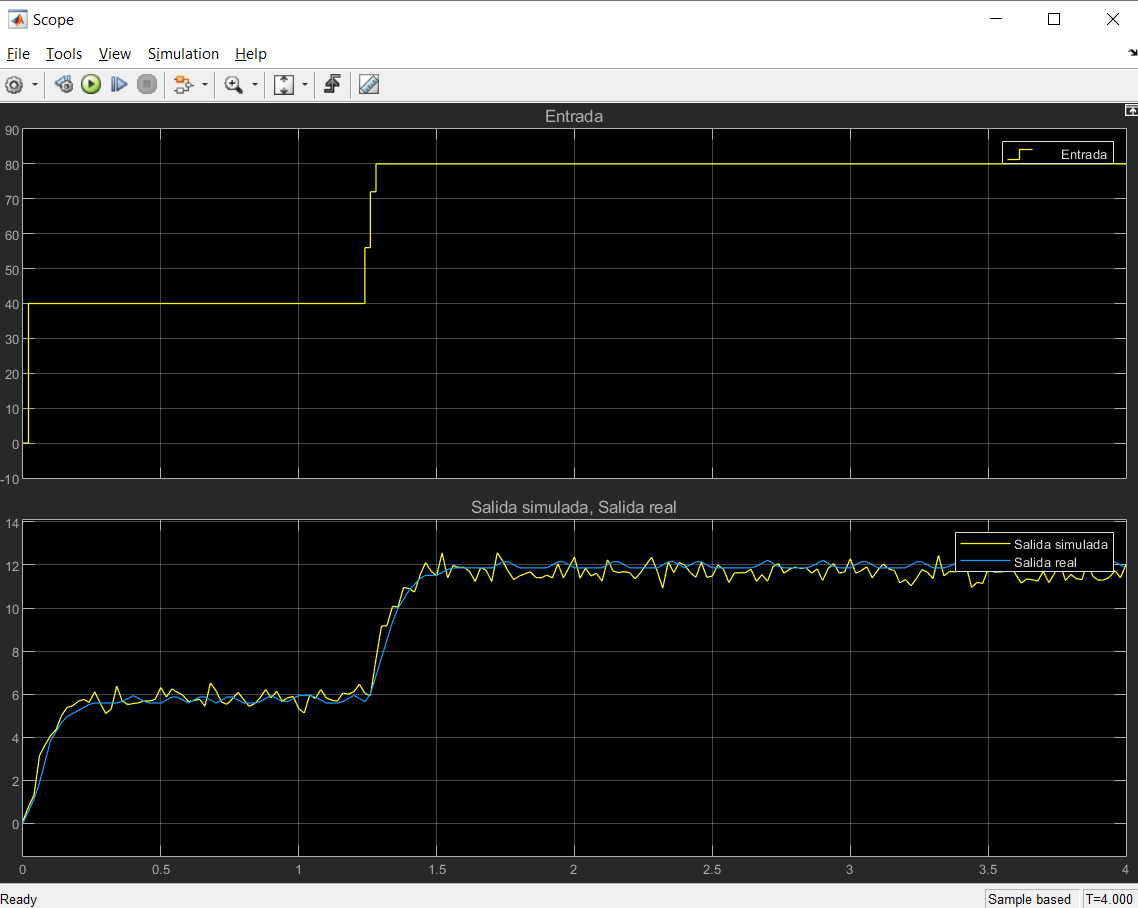 Scope
File Tools View Simulation Help
Entrada
90
80
70
60
50
40
30
20
10
0
-10
Entrada
Salida simulada, Salida real
14
12
10
8
6
4
2
0
Salida simulada
Salida real
0 0.5 1 1.5 2 2.5 3 3.5 4
Ready Sample based T=4.000